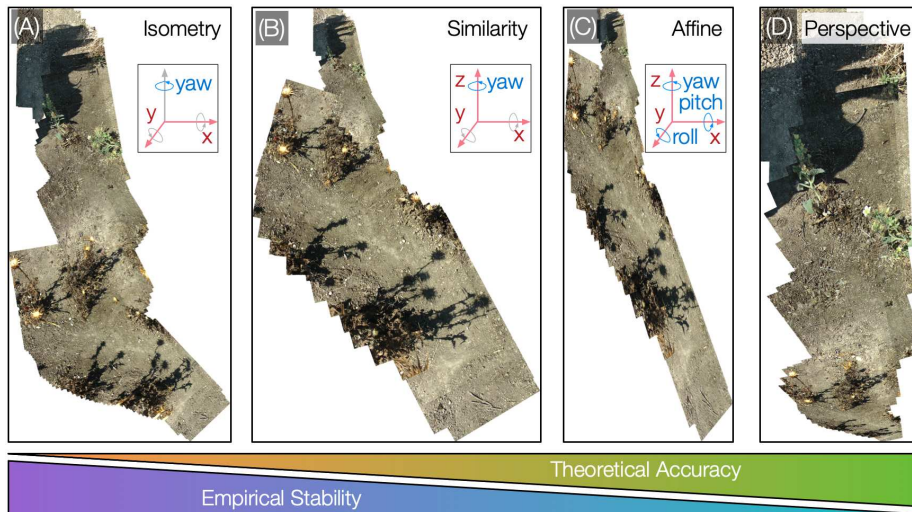 (A) Isometry
yaw
y
x
(B) Similarity
z
yaw
y
x
(C) Affine
z
yaw
y
pitch
roll
x
(D) Perspective
Theoretical Accuracy
Empirical Stability